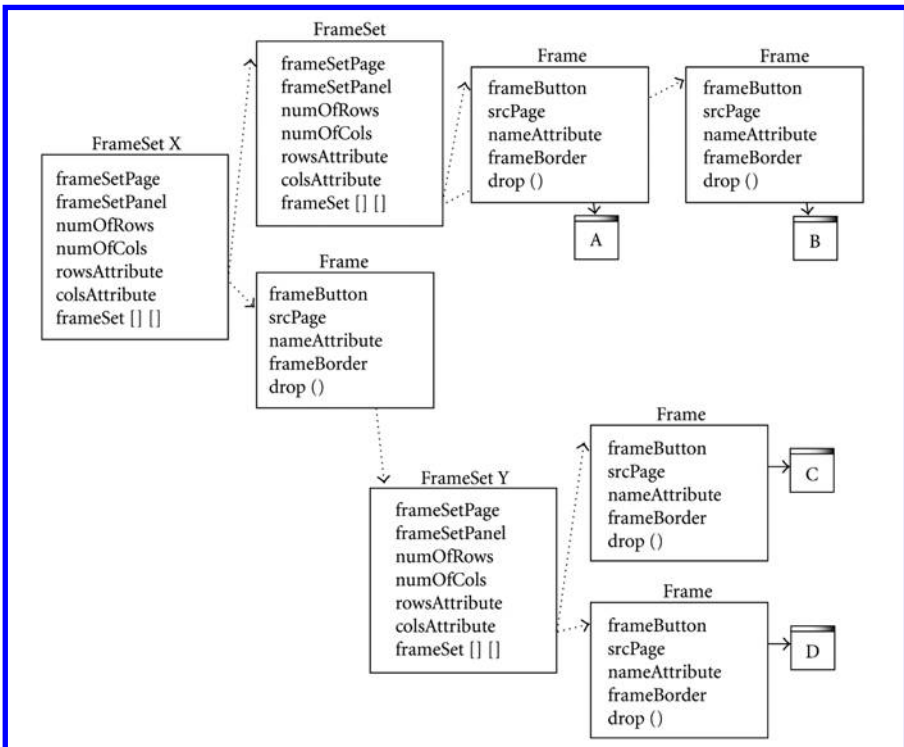 FrameSet
frameSetPage
frameSetPanel
numOfRows
numOfCols
rowsAttribute
colsAttribute
frameSet [] []
Frame
frameButton
srcPage
nameAttribute
frameBorder
drop ()
A
Frame
frameButton
srcPage
nameAttribute
frameBorder
drop ()
B
FrameSet X
frameSetPage
frameSetPanel
numOfRows
numOfCols
rowsAttribute
colsAttribute
frameSet [] []
Frame
frameButton
srcPage
nameAttribute
frameBorder
drop ()
FrameSet Y
frameSetPage
frameSetPanel
numOfRows
numOfCols
rowsAttribute
colsAttribute
frameSet [] []
Frame
frameButton
srcPage
nameAttribute
frameBorder
drop ()
C
Frame
frameButton
srcPage
nameAttribute
frameBorder
drop ()
D